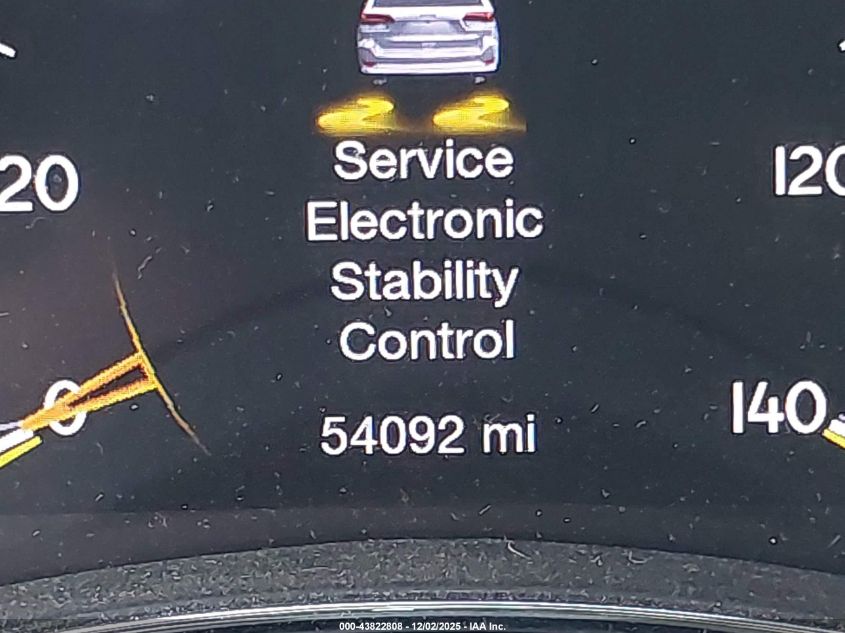 20
120
Service
Electronic
Stability
Control
0
140
54092 mi
000-43822808 - 12/02/2025 - IAA Inc.